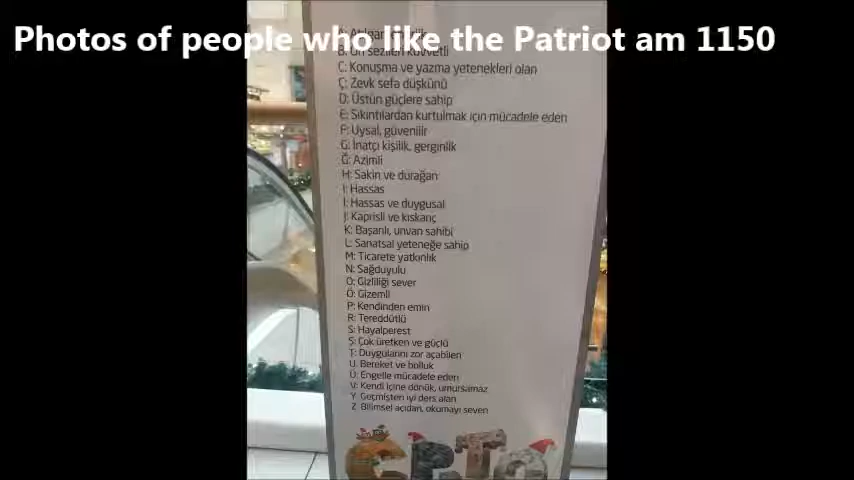 Photos of people who like the Patriot am 1150
C: Konuşma ve yazma yetenekleri olan
Ç: Zevk sefa düşkünü
D: Üstün güçlere sahip
E: Sıkıntılardan kurtulmak için mücadele eden
F: Uysal, güvenilir
G: İnatçı kişilik, gerginlik
Ğ: Azimli
H: Sakin ve durağan
I: Hassas
İ: Hassas ve duygusal
J: Kaprisli ve kıskanç
K: Başarılı, unvan sahibi
L: Sanatsal yeteneğe sahip
M: Ticarete yatkınlık
N: Sağduyulu
O: Gizliliği sever
Ö: Gizemli
P: Kendinden emin
R: Tereddütlü
S: Hayalperest
Ş: Çok üretken ve güçlü
T: Duygularını zor açabilen
U: Bereket ve bolluk
Ü: Engelle mücadele eden
V: Kendi içine dönük, umursamaz
Y: Geçmişten iyi ders alan
Z: Bilimsel açıdan, okumayı seven